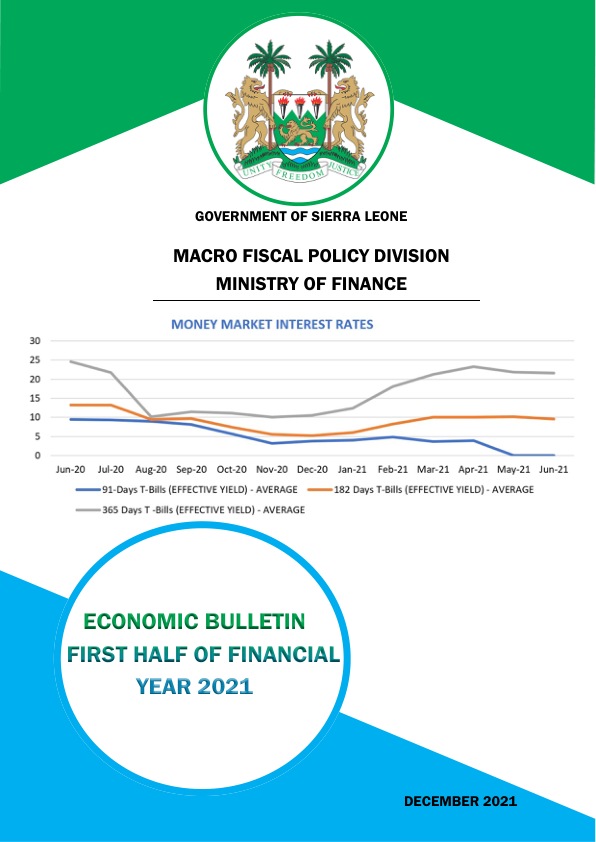 UNITY FREEDOM JUSTICE
GOVERNMENT OF SIERRA LEONE
MACRO FISCAL POLICY DIVISION
MINISTRY OF FINANCE
MONEY MARKET INTEREST RATES
30
25
20
15
10
5
0
Jun-20 Jul-20 Aug-20 Sep-20 Oct-20 Nov-20 Dec-20 Jan-21 Feb-21 Mar-21 Apr-21 May-21 Jun-21
91-Days T-Bills (EFFECTIVE YIELD) - AVERAGE 182 Days T-Bills (EFFECTIVE YIELD) - AVERAGE
365 Days T -Bills (EFFECTIVE YIELD) - AVERAGE
ECONOMIC BULLETIN
FIRST HALF OF FINANCIAL
YEAR 2021
DECEMBER 2021